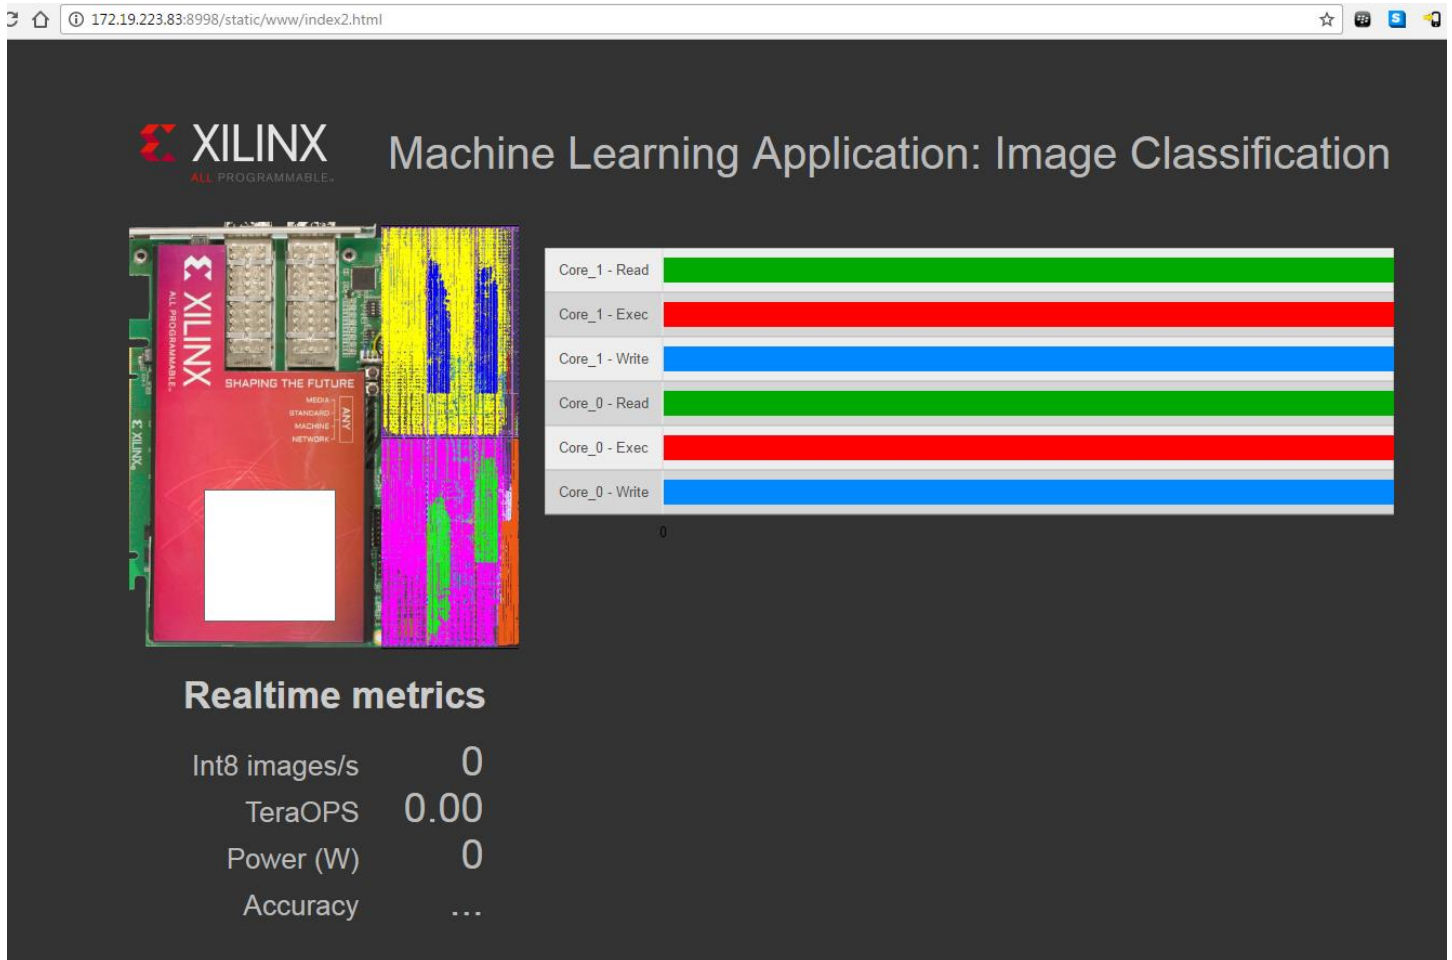 172.19.223.83:8998/static/www/index2.html
XILINX
ALL PROGRAMMABLE
Machine Learning Application: Image Classification
XILINX
ALL PROGRAMMABLE
SHAPING THE FUTURE
MEDIA
STANDARD
MACHINE
NETWORK
ANY
XILINX
Core_1 - Read
Core_1 - Exec
Core_1 - Write
Core_0 - Read
Core_0 - Exec
Core_0 - Write
0
Realtime metrics
Int8 images/s 0
TeraOPS 0.00
Power (W) 0
Accuracy ...